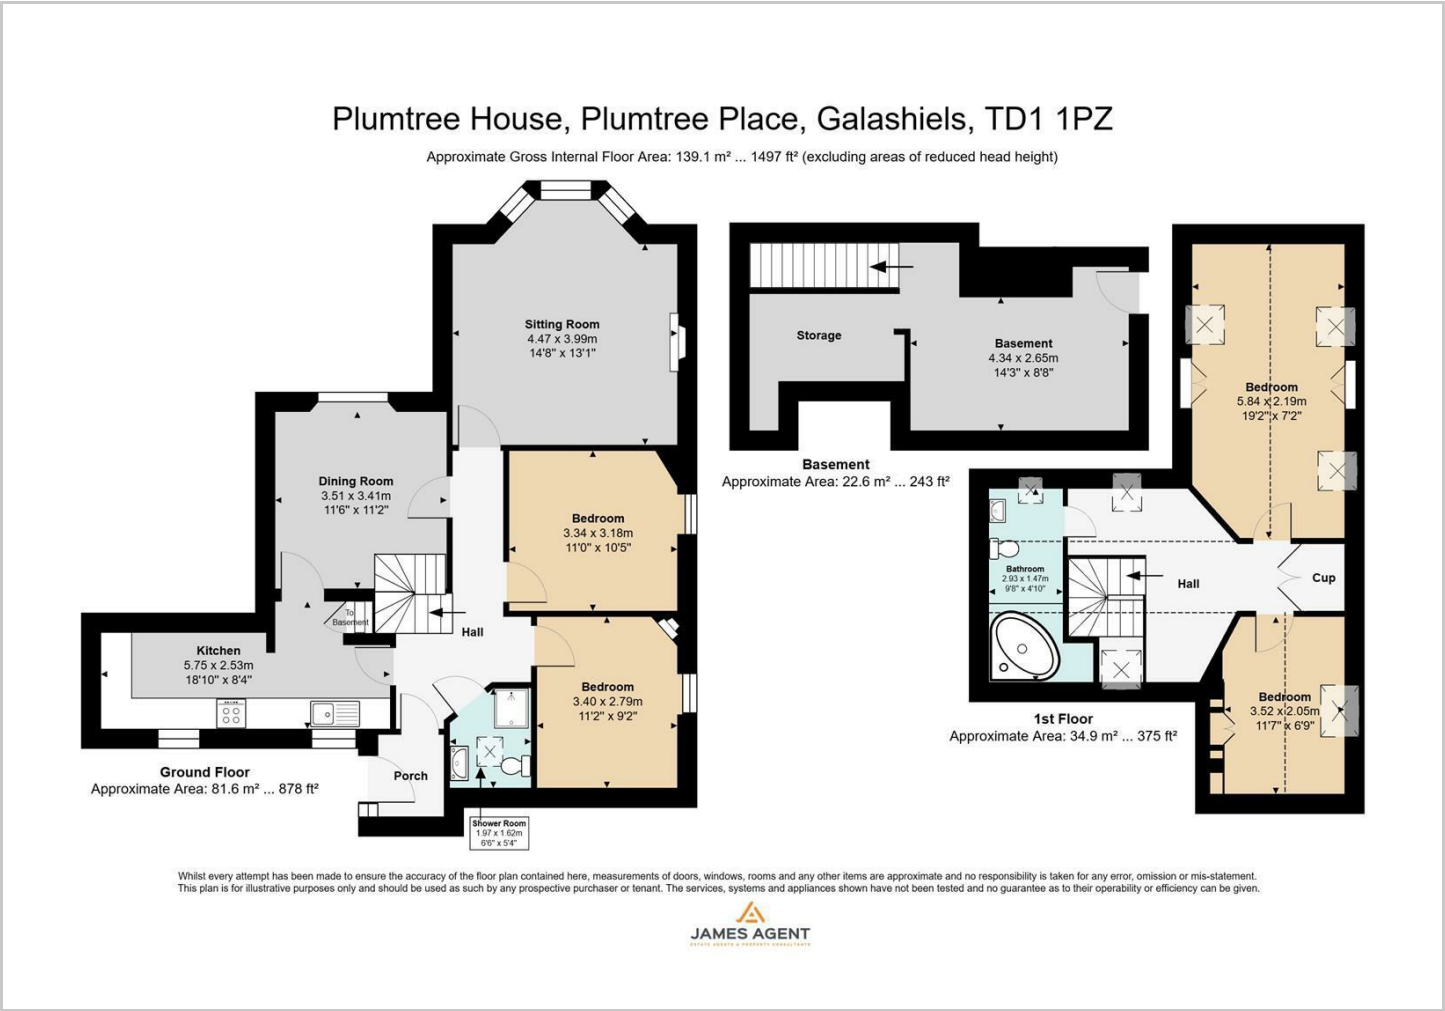 Plumtree House, Plumtree Place, Galashiels, TD1 1PZ
Approximate Gross Internal Floor Area: 139.1 m² ... 1497 ft² (excluding areas of reduced head height)
Sitting Room
4.47 x 3.99m
14'8" x 13'1"
Dining Room
3.51 x 3.41m
11'6" x 11'2"
Bedroom
3.34 x 3.18m
11'0" x 10'5"
To
Basement
Hall
Kitchen
5.75 x 2.53m
18'10" x 8'4"
Bedroom
3.40 x 2.79m
11'2" x 9'2"
Porch
Shower Room
1.97 x 1.62m
6'6" x 5'4"
Ground Floor
Approximate Area: 81.6 m² ... 878 ft²
Storage
Basement
4.34 x 2.65m
14'3" x 8'8"
Basement
Approximate Area: 22.6 m² ... 243 ft²
Bedroom
5.84 x 2.19m
19'2" x 7'2"
Bathroom
2.93 x 1.47m
9'8" x 4'10"
Hall
Cup
Bedroom
3.52 x 2.05m
11'7" x 6'9"
1st Floor
Approximate Area: 34.9 m² ... 375 ft²
Whilst every attempt has been made to ensure the accuracy of the floor plan contained here, measurements of doors, windows, rooms and any other items are approximate and no responsibility is taken for any error, omission or mis-statement.
This plan is for illustrative purposes only and should be used as such by any prospective purchaser or tenant. The services, systems and appliances shown have not been tested and no guarantee as to their operability or efficiency can be given.
JAMES AGENT
ESTATE AGENTS & PROPERTY CONSULTANTS